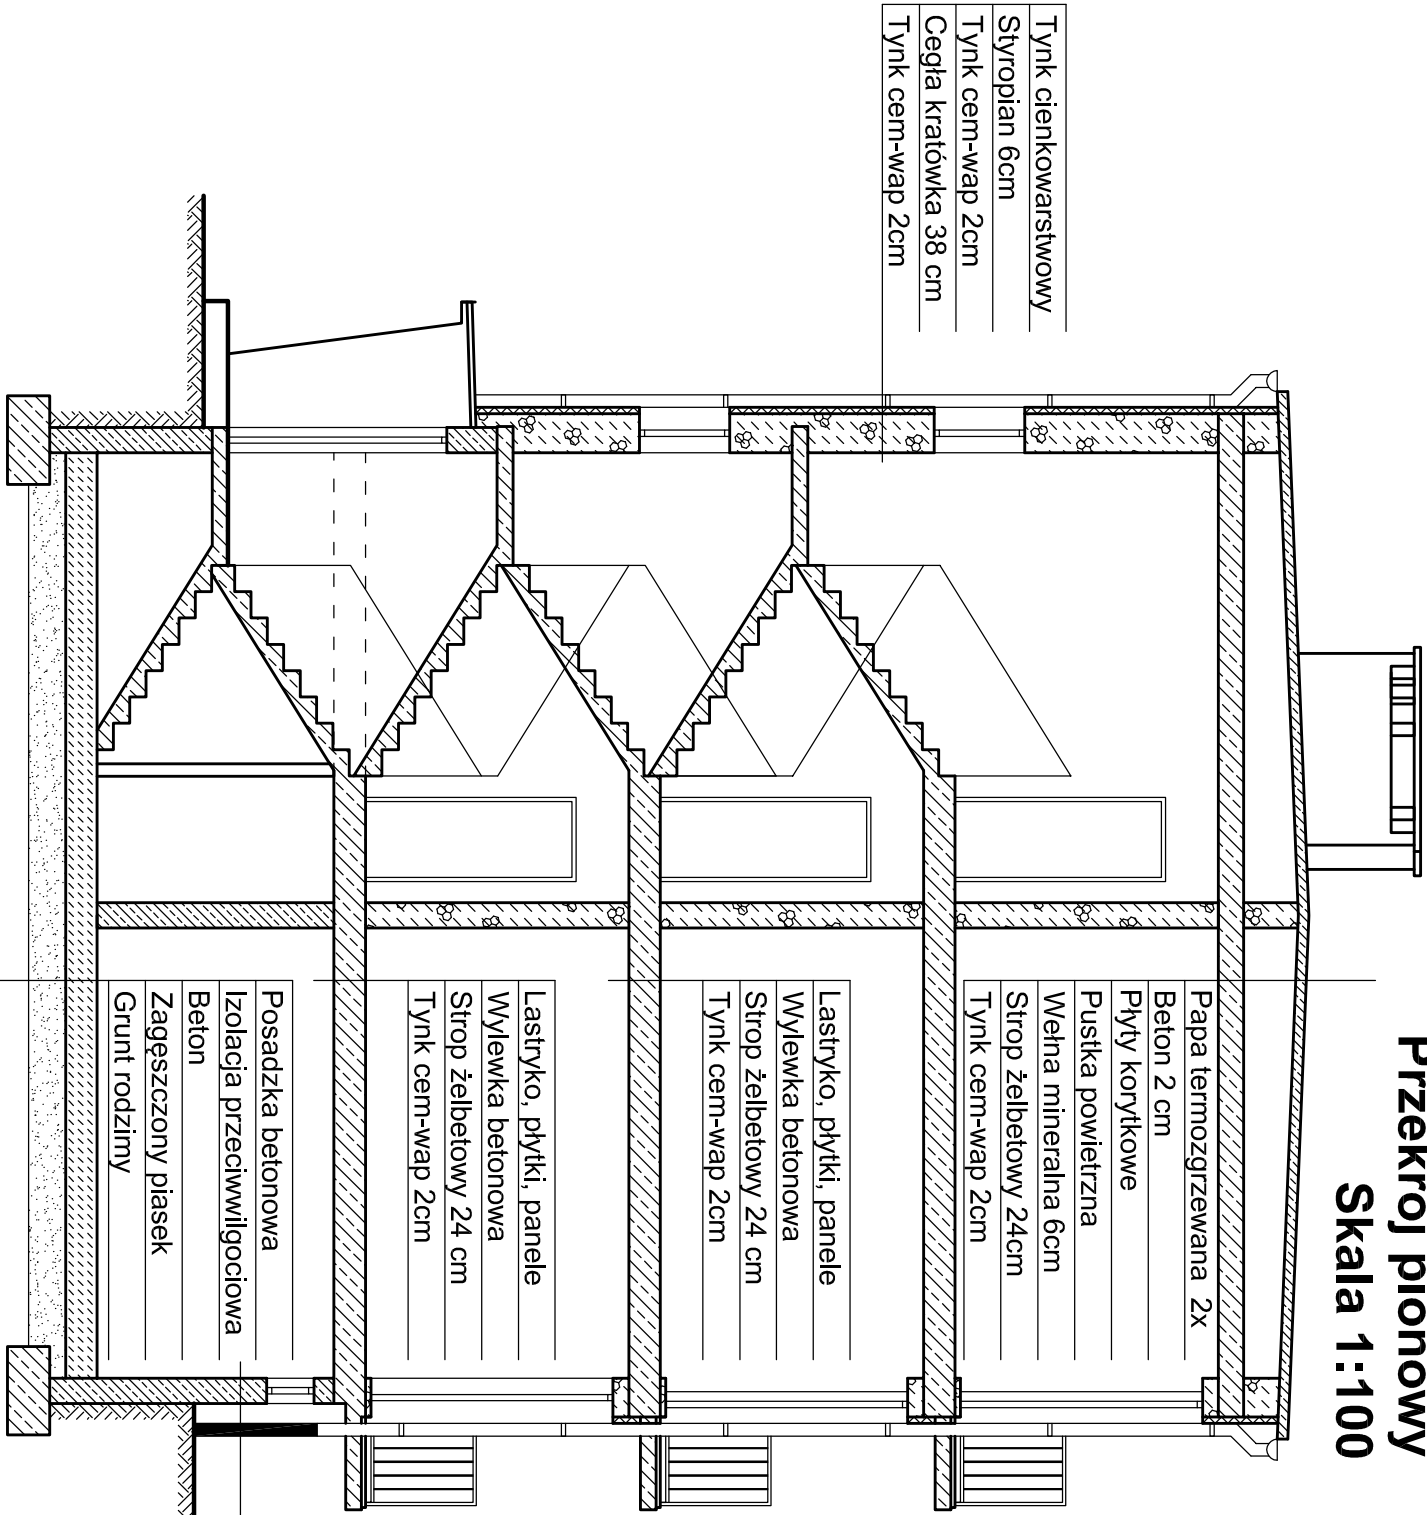 Przekrój pionowy
Skala 1:100
Tynk cienkowarstwowy
Styropian 6cm
Tynk cem-wap 2cm
Cegła kratówka 38 cm
Tynk cem-wap 2cm
Papa termozgrzewana 2x
Beton 2 cm
Płyty korytkowe
Pustka powietrzna
Wełna mineralna 6cm
Strop żelbetowy 24cm
Tynk cem-wap 2cm
Lastryko, płytki, panele
Wylewka betonowa
Strop żelbetowy 24 cm
Tynk cem-wap 2cm
Lastryko, płytki, panele
Wylewka betonowa
Strop żelbetowy 24 cm
Tynk cem-wap 2cm
Posadzka betonowa
Izolacja przeciwwilgociowa
Beton
Zagęszczony piasek
Grunt rodzimy